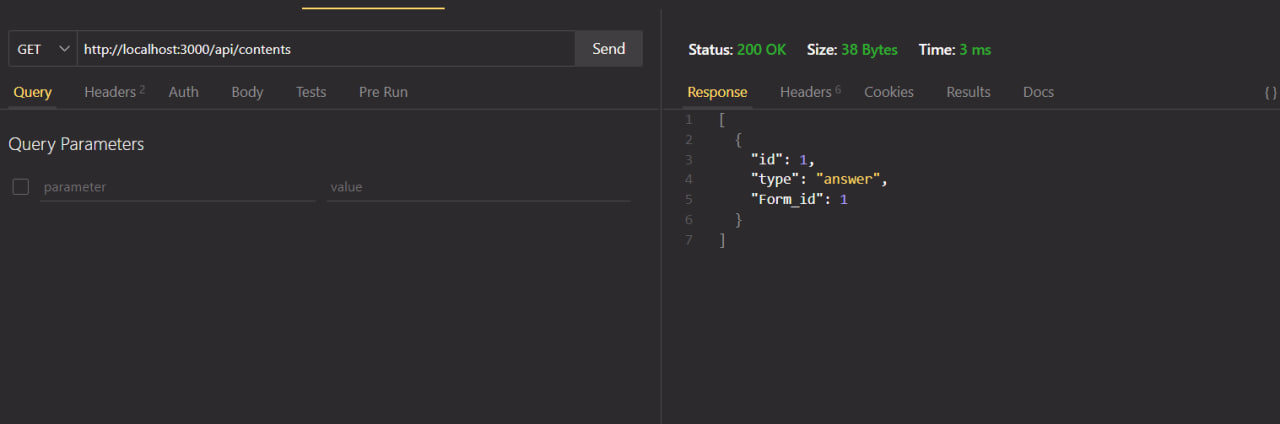 GET http://localhost:3000/api/contents Send
Query Headers 2 Auth Body Tests Pre Run
Query Parameters
parameter value
Status: 200 OK Size: 38 Bytes Time: 3 ms
Response Headers 6 Cookies Results Docs { }
1 [
2 {
3 "id": 1,
4 "type": "answer",
5 "Form_id": 1
6 }
7 ]